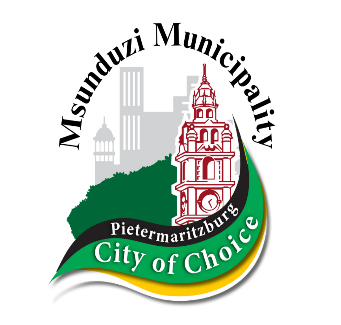 Msunduzi Municipality
Pietermaritzburg
City of Choice